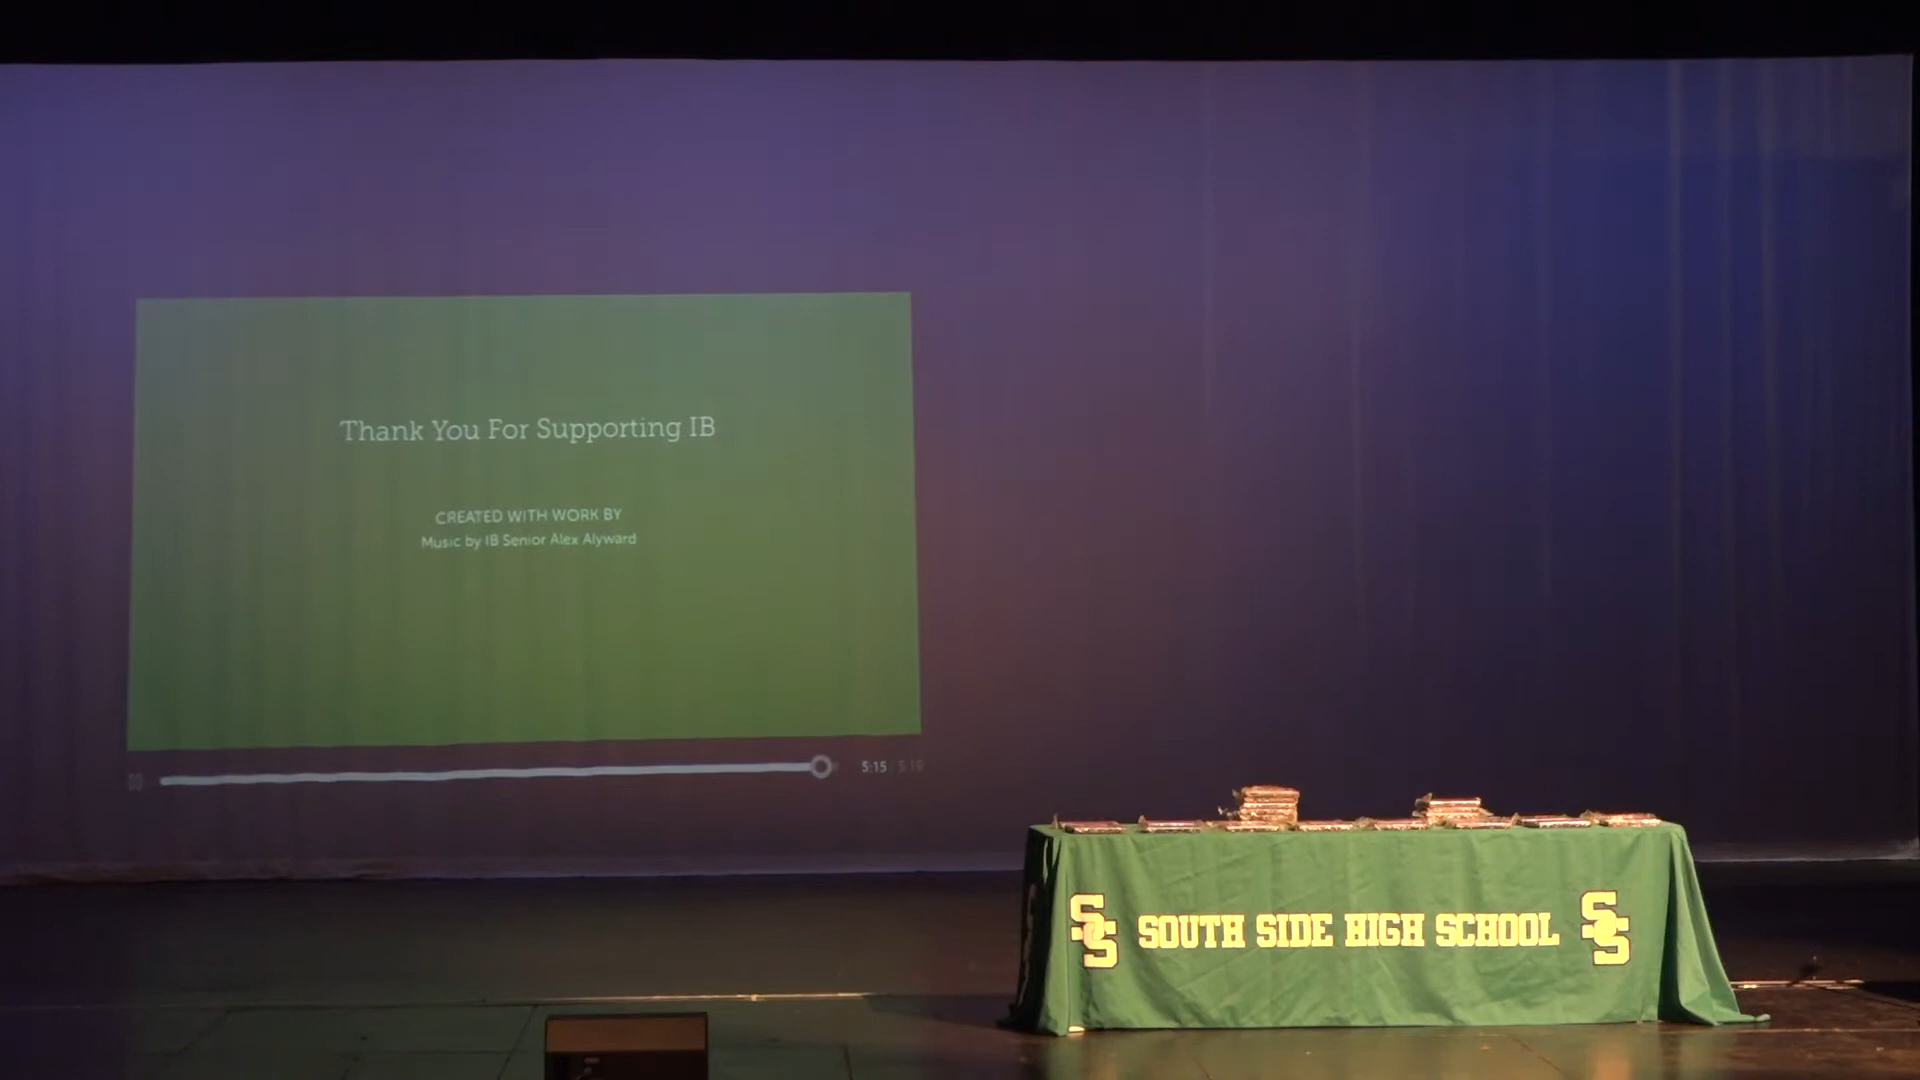 Thank You For Supporting IB
CREATED WITH WORK BY
Music by IB Senior Alex Alyward
5:15
SS SOUTH SIDE HIGH SCHOOL SS